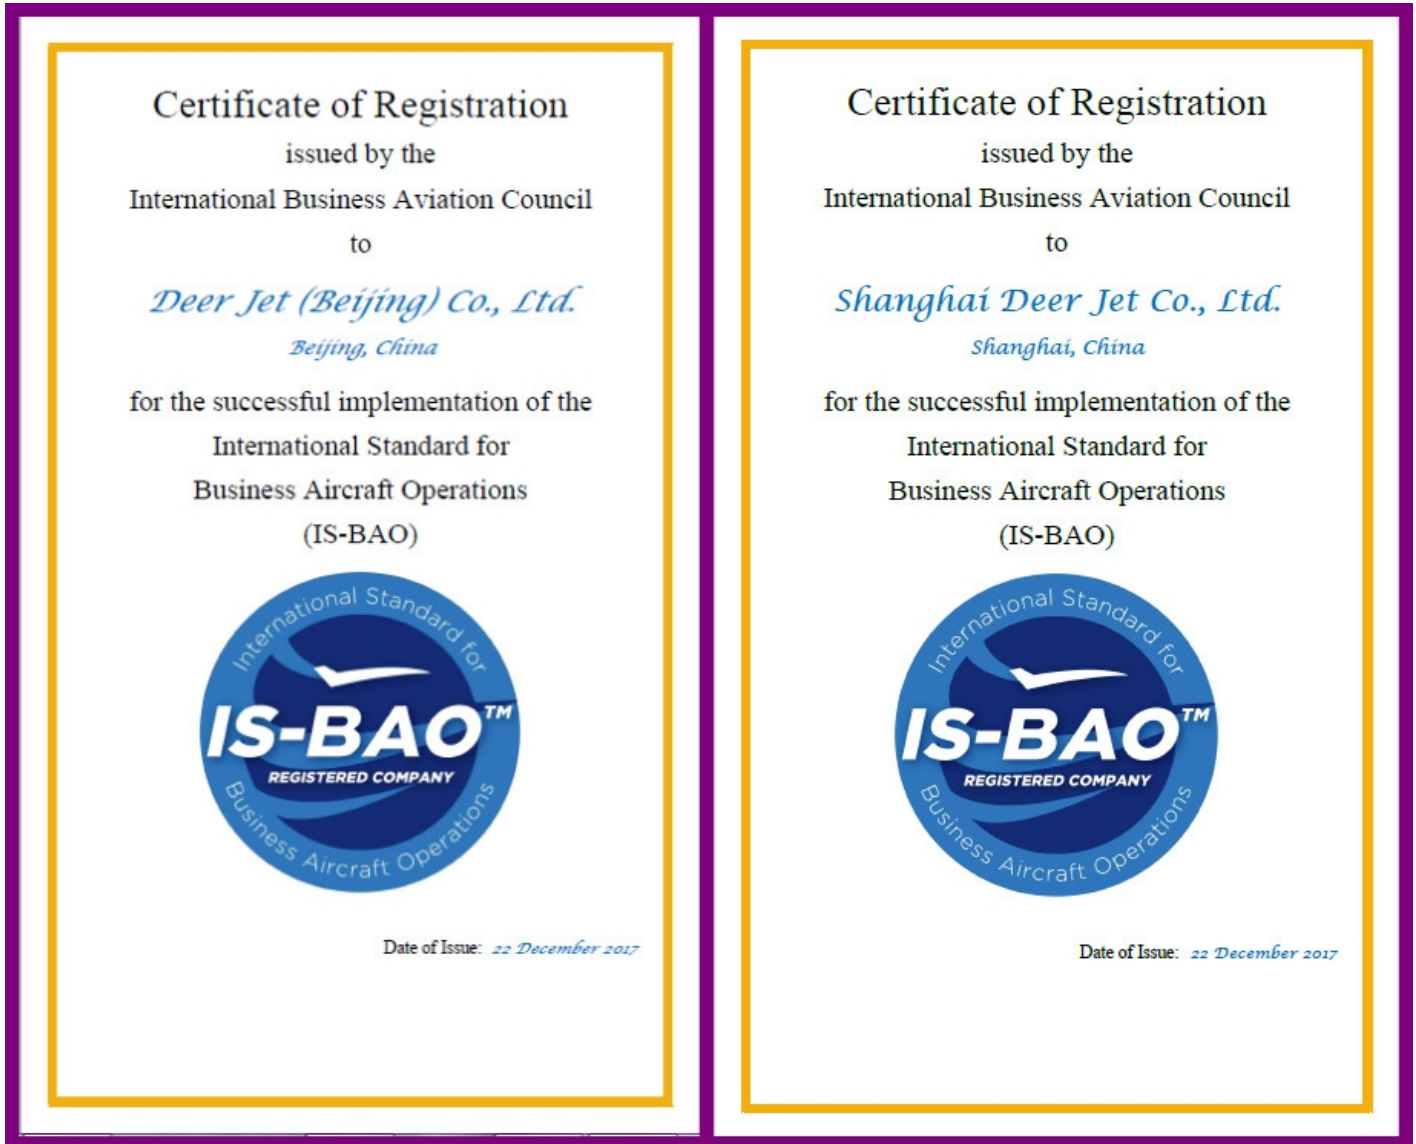 Certificate of Registration
issued by the
International Business Aviation Council
to
Deer Jet (Beijing) Co., Ltd.
Beijing, China
for the successful implementation of the
International Standard for
Business Aircraft Operations
(IS-BAO)
International Standard for
IS-BAO™
REGISTERED COMPANY
Business Aircraft Operations
Date of Issue: 22 December 2017
Certificate of Registration
issued by the
International Business Aviation Council
to
Shanghai Deer Jet Co., Ltd.
Shanghai, China
for the successful implementation of the
International Standard for
Business Aircraft Operations
(IS-BAO)
International Standard for
IS-BAO™
REGISTERED COMPANY
Business Aircraft Operations
Date of Issue: 22 December 2017